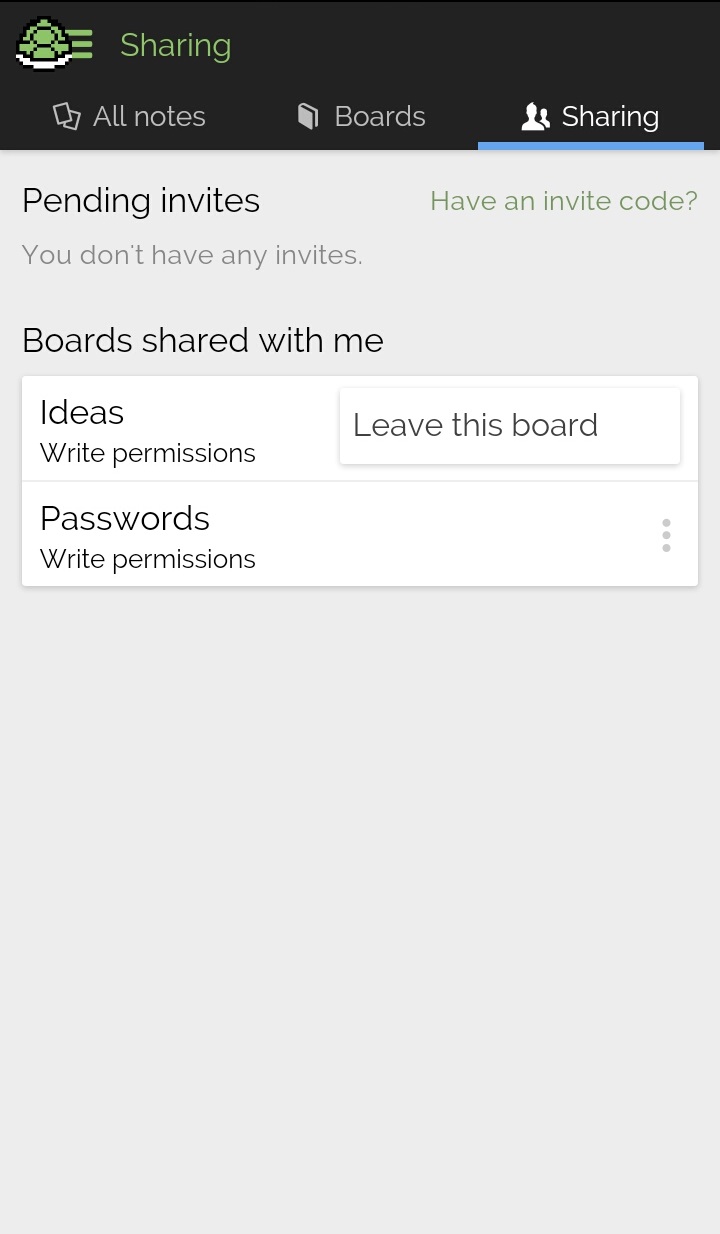 Sharing
All notes
Boards
Sharing
Pending invites
Have an invite code?
You don't have any invites.
Boards shared with me
Ideas
Write permissions
Leave this board
Passwords
Write permissions